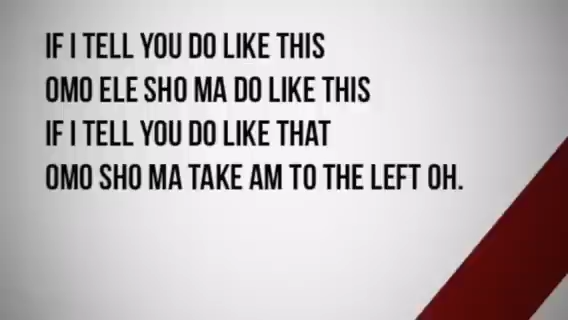 IF I TELL YOU DO LIKE THIS
OMO ELE SHO MA DO LIKE THIS
IF I TELL YOU DO LIKE THAT
OMO SHO MA TAKE AM TO THE LEFT OH.